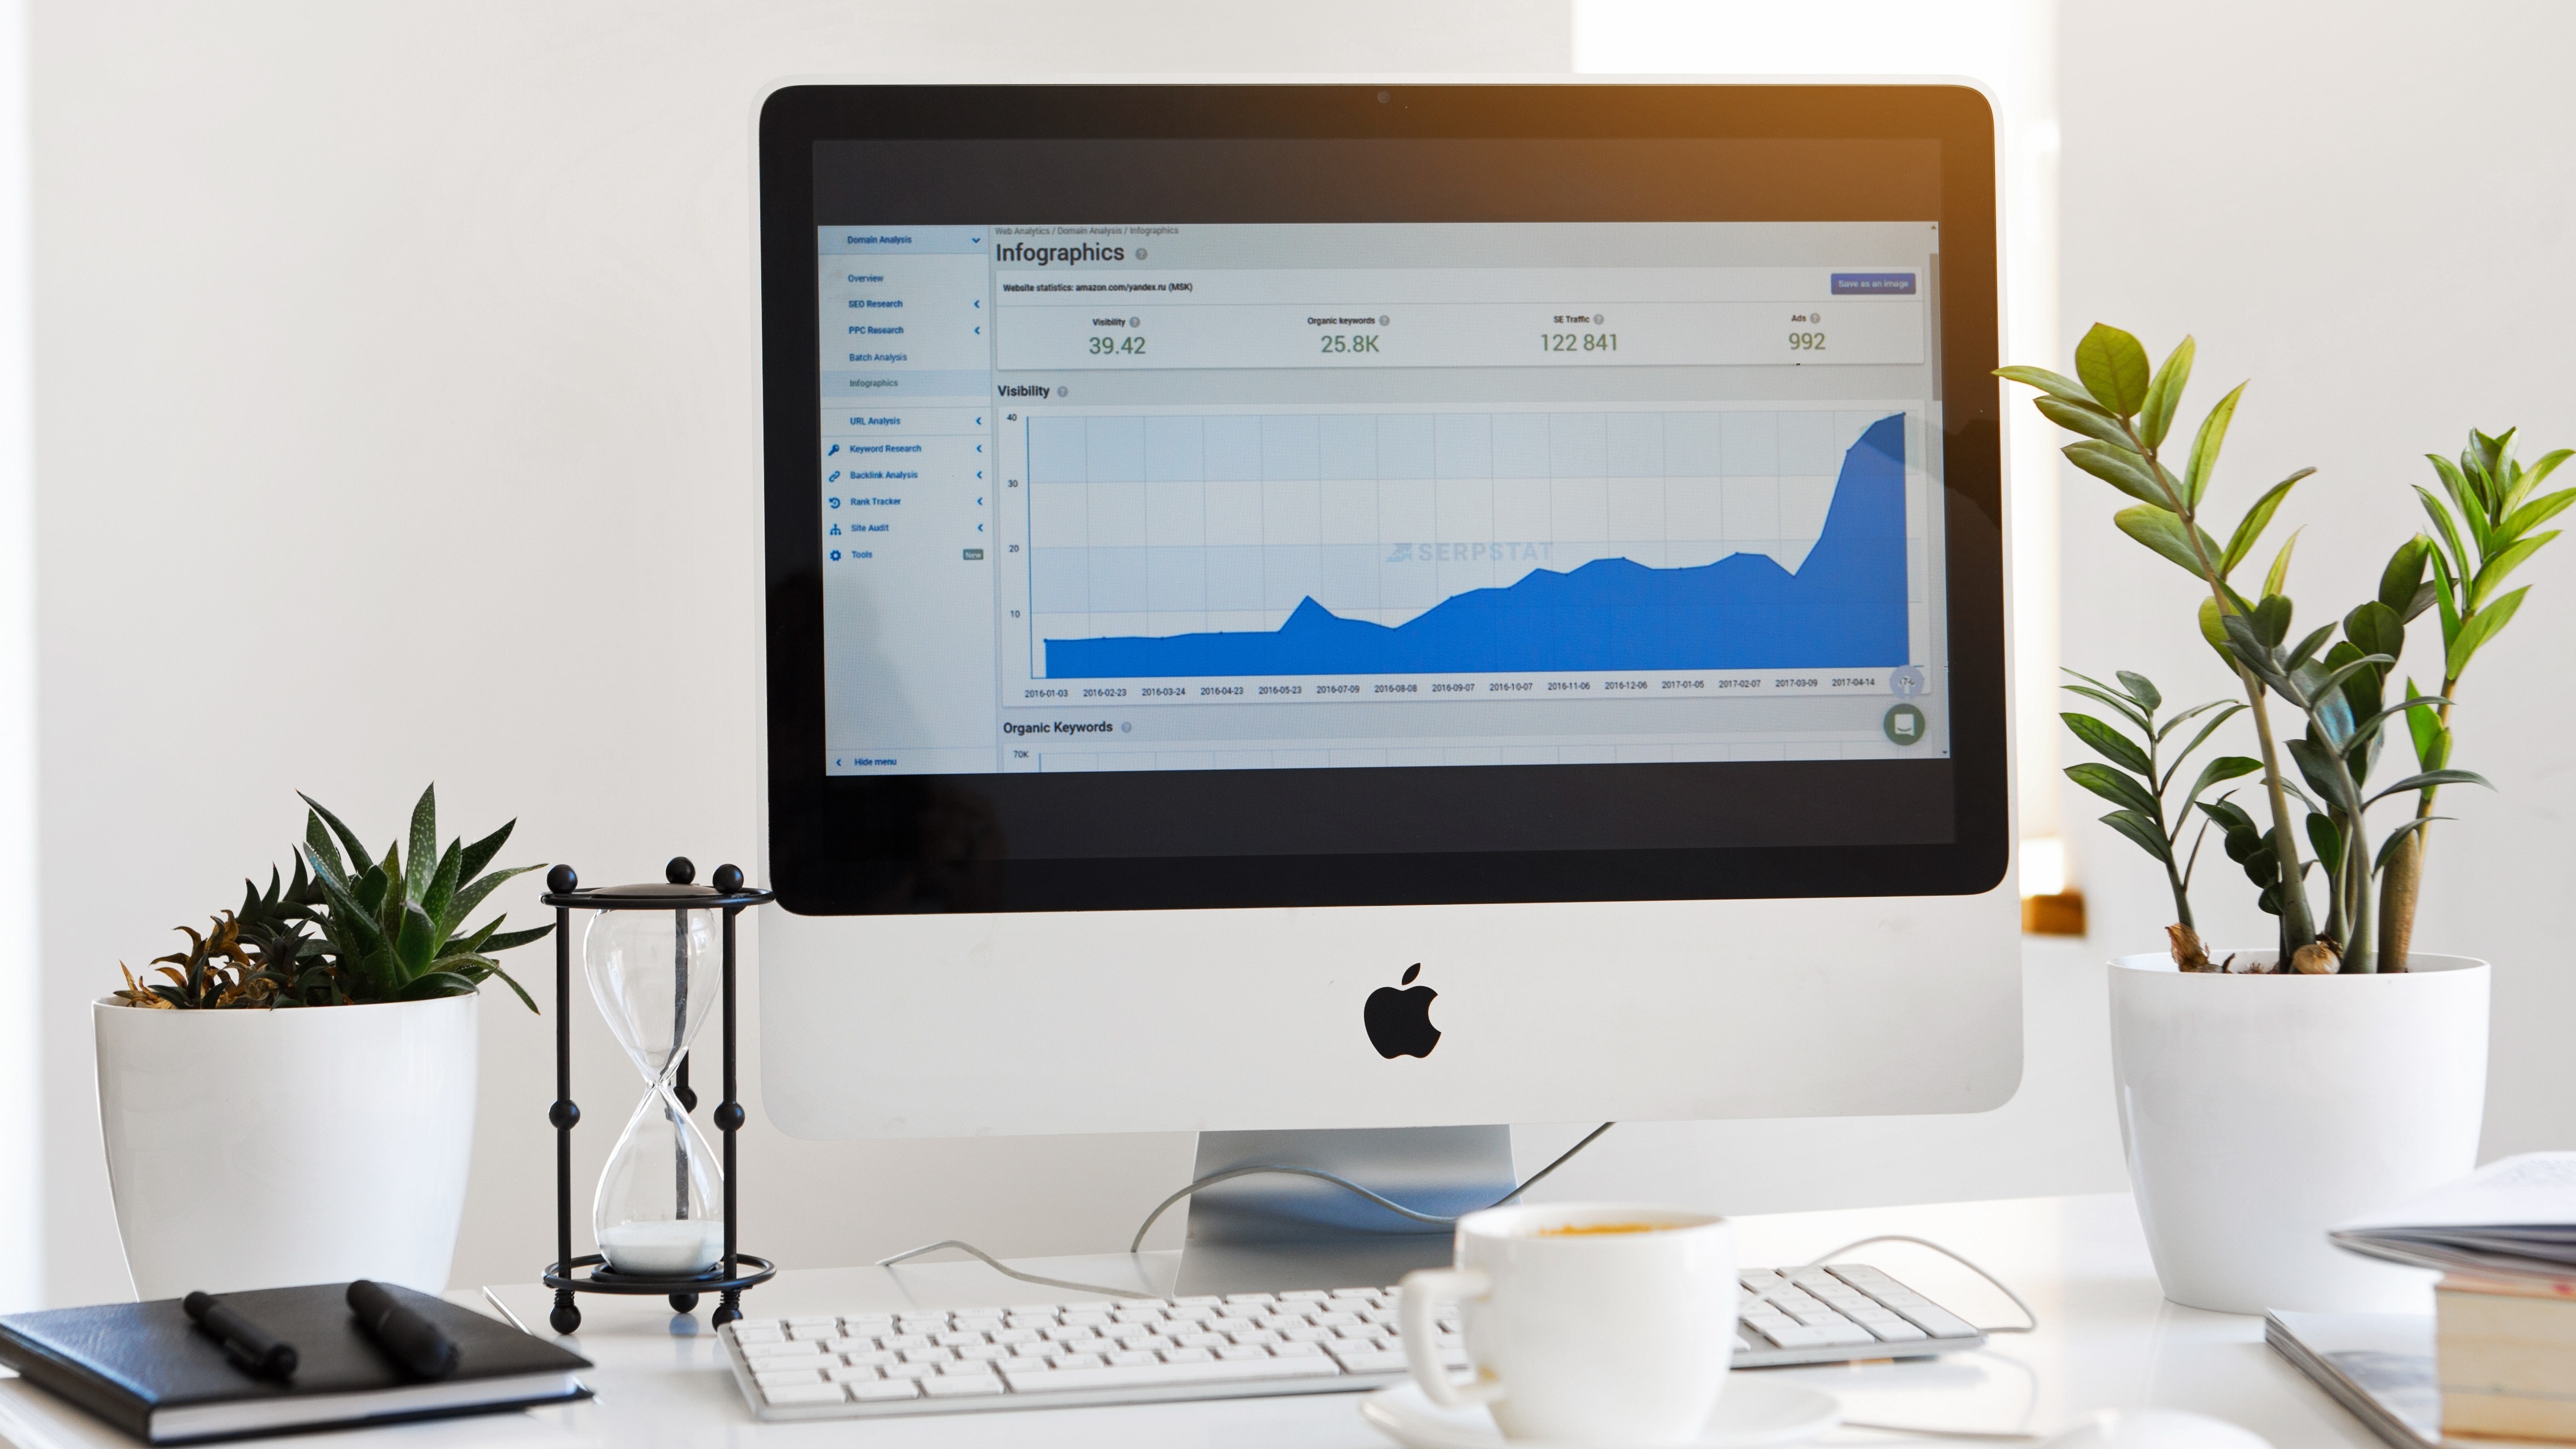 Domain Analysis
Overview
SEO Research
PPC Research
Batch Analysis
Infographics
URL Analysis
Keyword Research
Backlink Analysis
Rank Tracker
Site Audit
Tools
New
Hide menu
Web Analytics / Domain Analysis / Infographics
Infographics
Website statistics: amazon.com/yandex.ru (MSK)
Save as an image
Visibility Organic keywords SE Traffic Ads
39.42 25.8K 122 841 992
Visibility
40
30
20
10
SERPSTAT
2016-01-03 2016-02-23 2016-03-24 2016-04-23 2016-05-23 2016-07-09 2016-08-08 2016-09-07 2016-10-07 2016-11-06 2016-12-06 2017-01-05 2017-02-07 2017-03-09 2017-04-14
Organic Keywords
70K